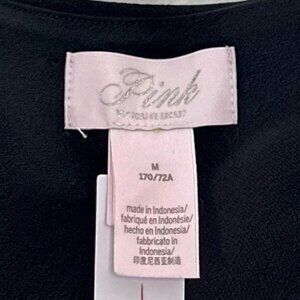 Pink
M
170/72A
made in Indonesia/
fabriqué en Indonésie/
hecho en Indonesia/
fabbricato in
Indonesia/
印度尼西亚制造